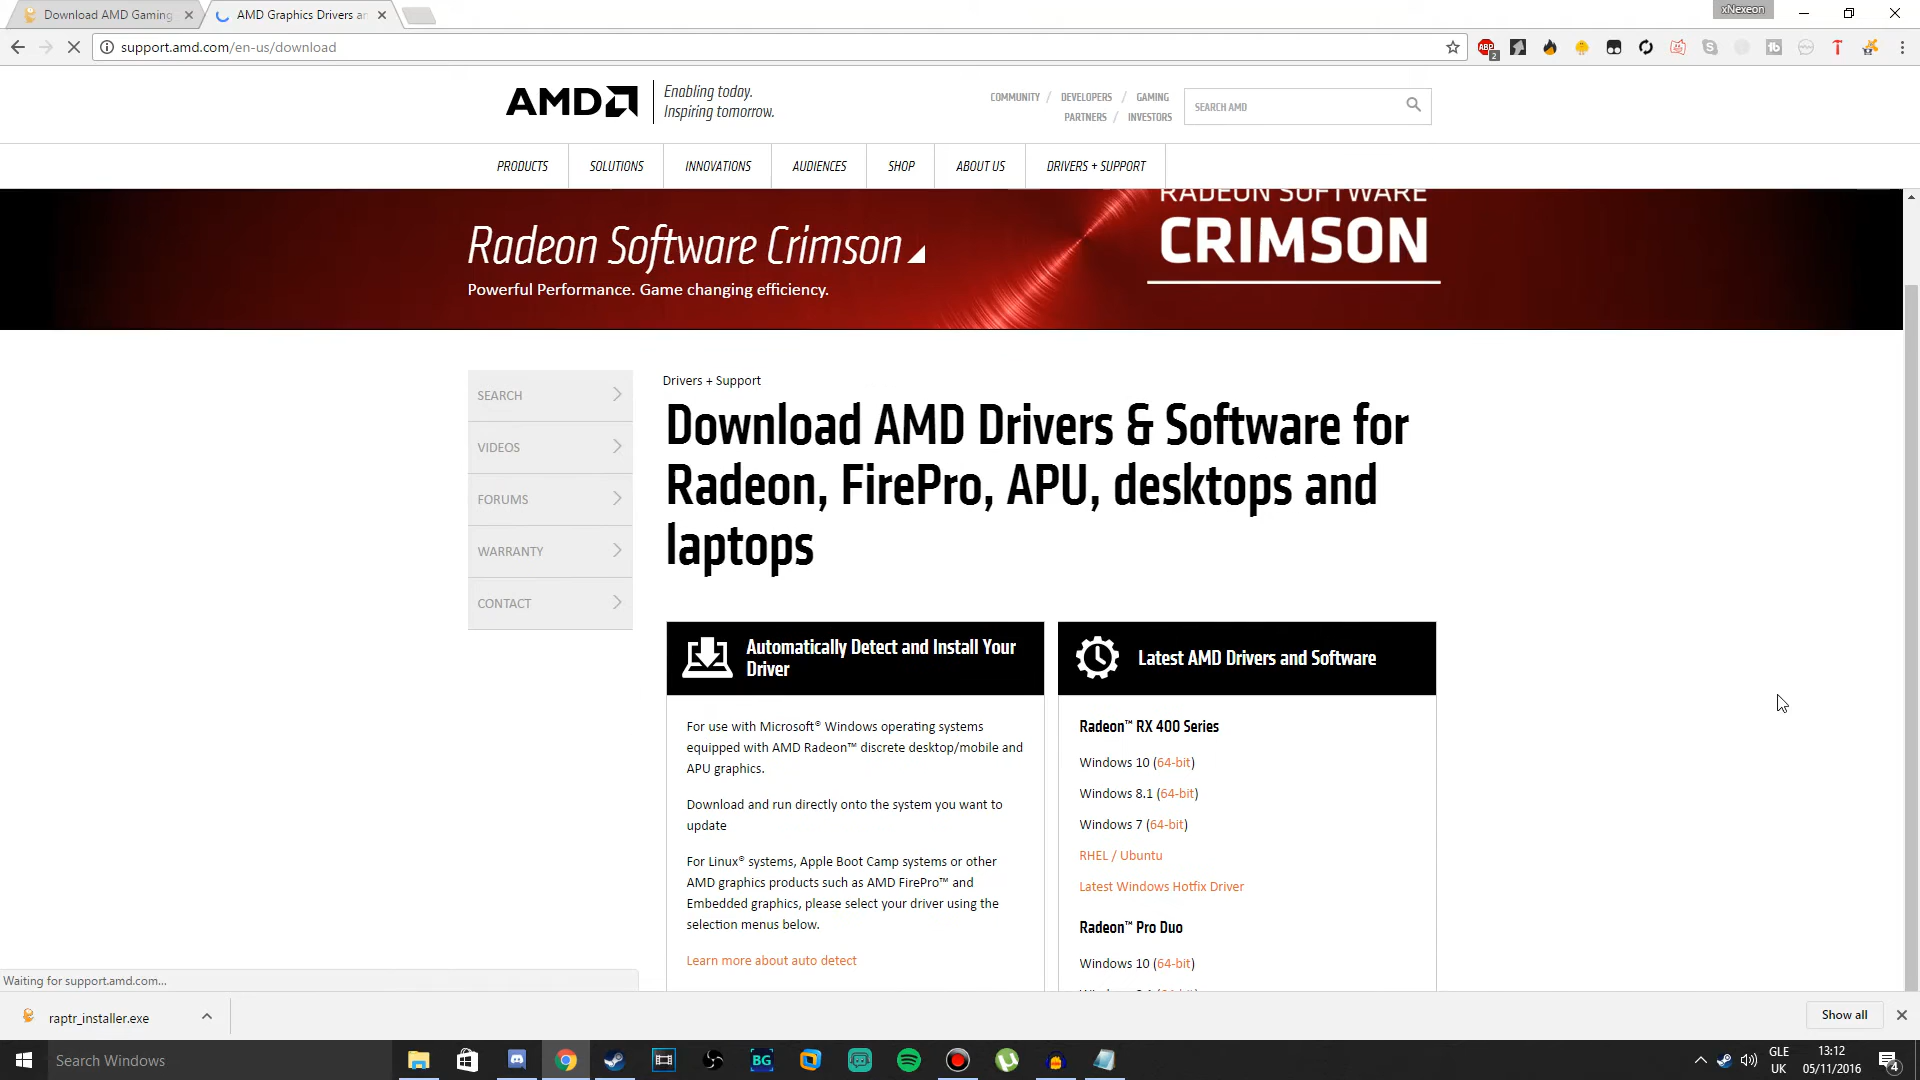 Download AMD Gaming
AMD Graphics Drivers an
xNexeon
support.amd.com/en-us/download
ABP
2
AMD
Enabling today.
Inspiring tomorrow.
COMMUNITY / DEVELOPERS / GAMING
PARTNERS / INVESTORS
SEARCH AMD
PRODUCTS
SOLUTIONS
INNOVATIONS
AUDIENCES
SHOP
ABOUT US
DRIVERS + SUPPORT
Radeon Software Crimson
Powerful Performance. Game changing efficiency.
RADEON SOFTWARE
CRIMSON
SEARCH
VIDEOS
FORUMS
WARRANTY
CONTACT
Drivers + Support
Download AMD Drivers & Software for
Radeon, FirePro, APU, desktops and
laptops
Automatically Detect and Install Your
Driver
For use with Microsoft® Windows operating systems
equipped with AMD Radeon™ discrete desktop/mobile and
APU graphics.
Download and run directly onto the system you want to
update
For Linux® systems, Apple Boot Camp systems or other
AMD graphics products such as AMD FirePro™ and
Embedded graphics, please select your driver using the
selection menus below.
Learn more about auto detect
Latest AMD Drivers and Software
Radeon™ RX 400 Series
Windows 10 (64-bit)
Windows 8.1 (64-bit)
Windows 7 (64-bit)
RHEL / Ubuntu
Latest Windows Hotfix Driver
Radeon™ Pro Duo
Windows 10 (64-bit)
Waiting for support.amd.com...
raptr_installer.exe
Show all
Search Windows
BG
GLE
UK
13:12
05/11/2016
4